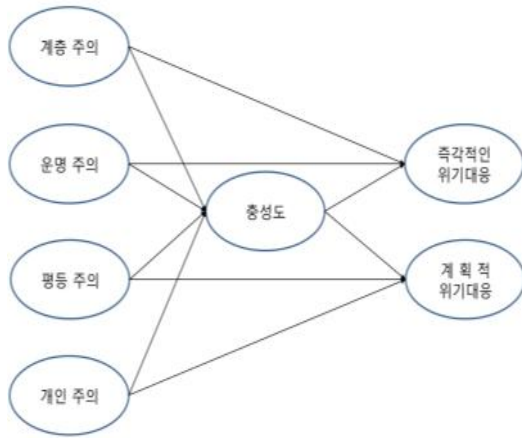 계층 주의
운명 주의
평등 주의
개인 주의
충성도
즉각적인
위기대응
계 획 적
위기대응